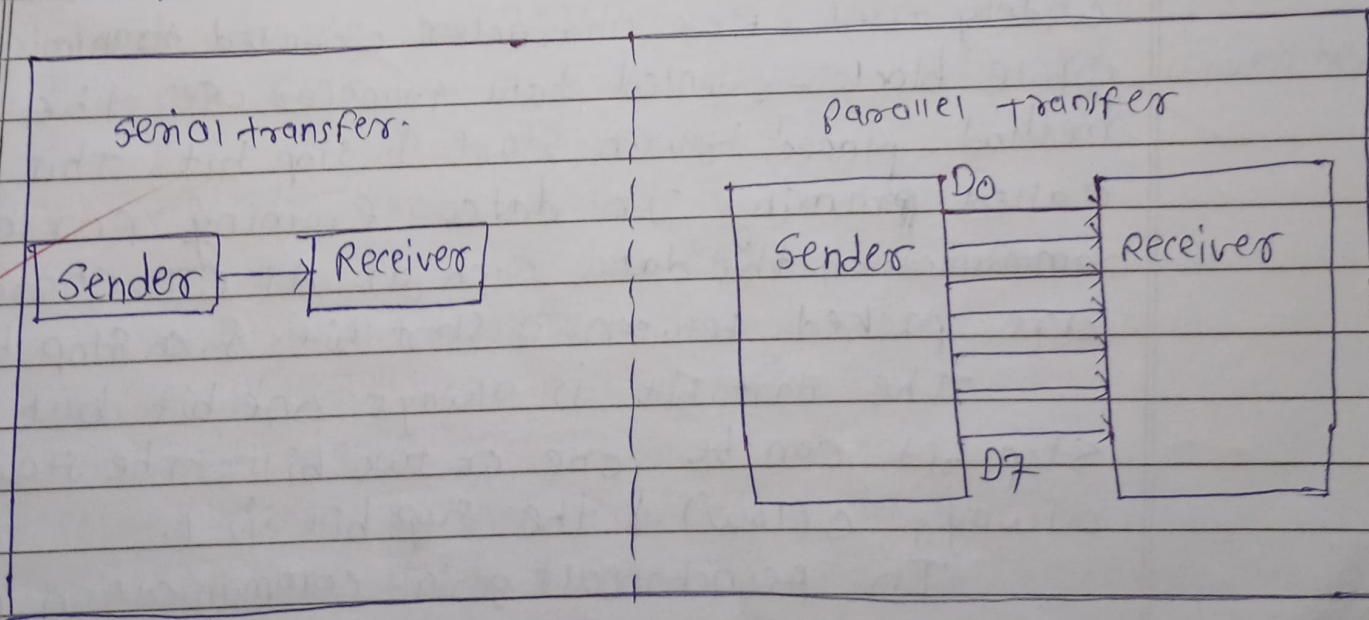 Serial transfer.
Sender
Receiver
Parallel transfer
D0
Sender
Receiver
D7